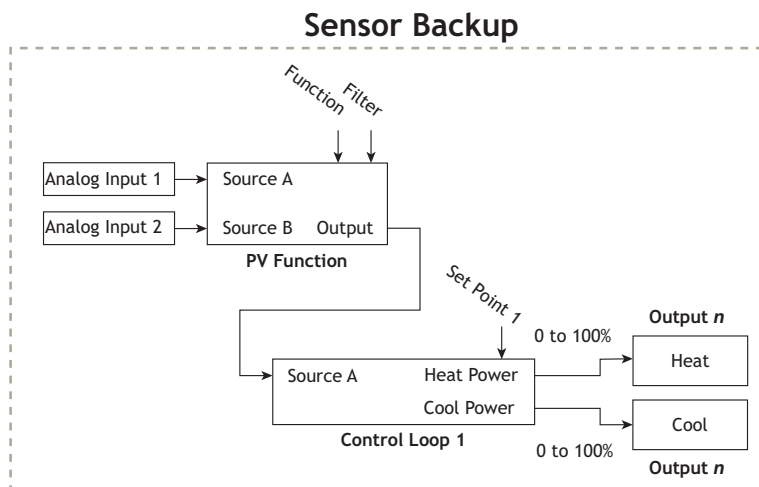 Sensor Backup
Function
Filter
Analog Input 1
Source A
Analog Input 2
Source B
Output
PV Function
Set Point 1
0 to 100%
Output n
Source A
Heat Power
Heat
Cool Power
Cool
Control Loop 1
0 to 100%
Output n